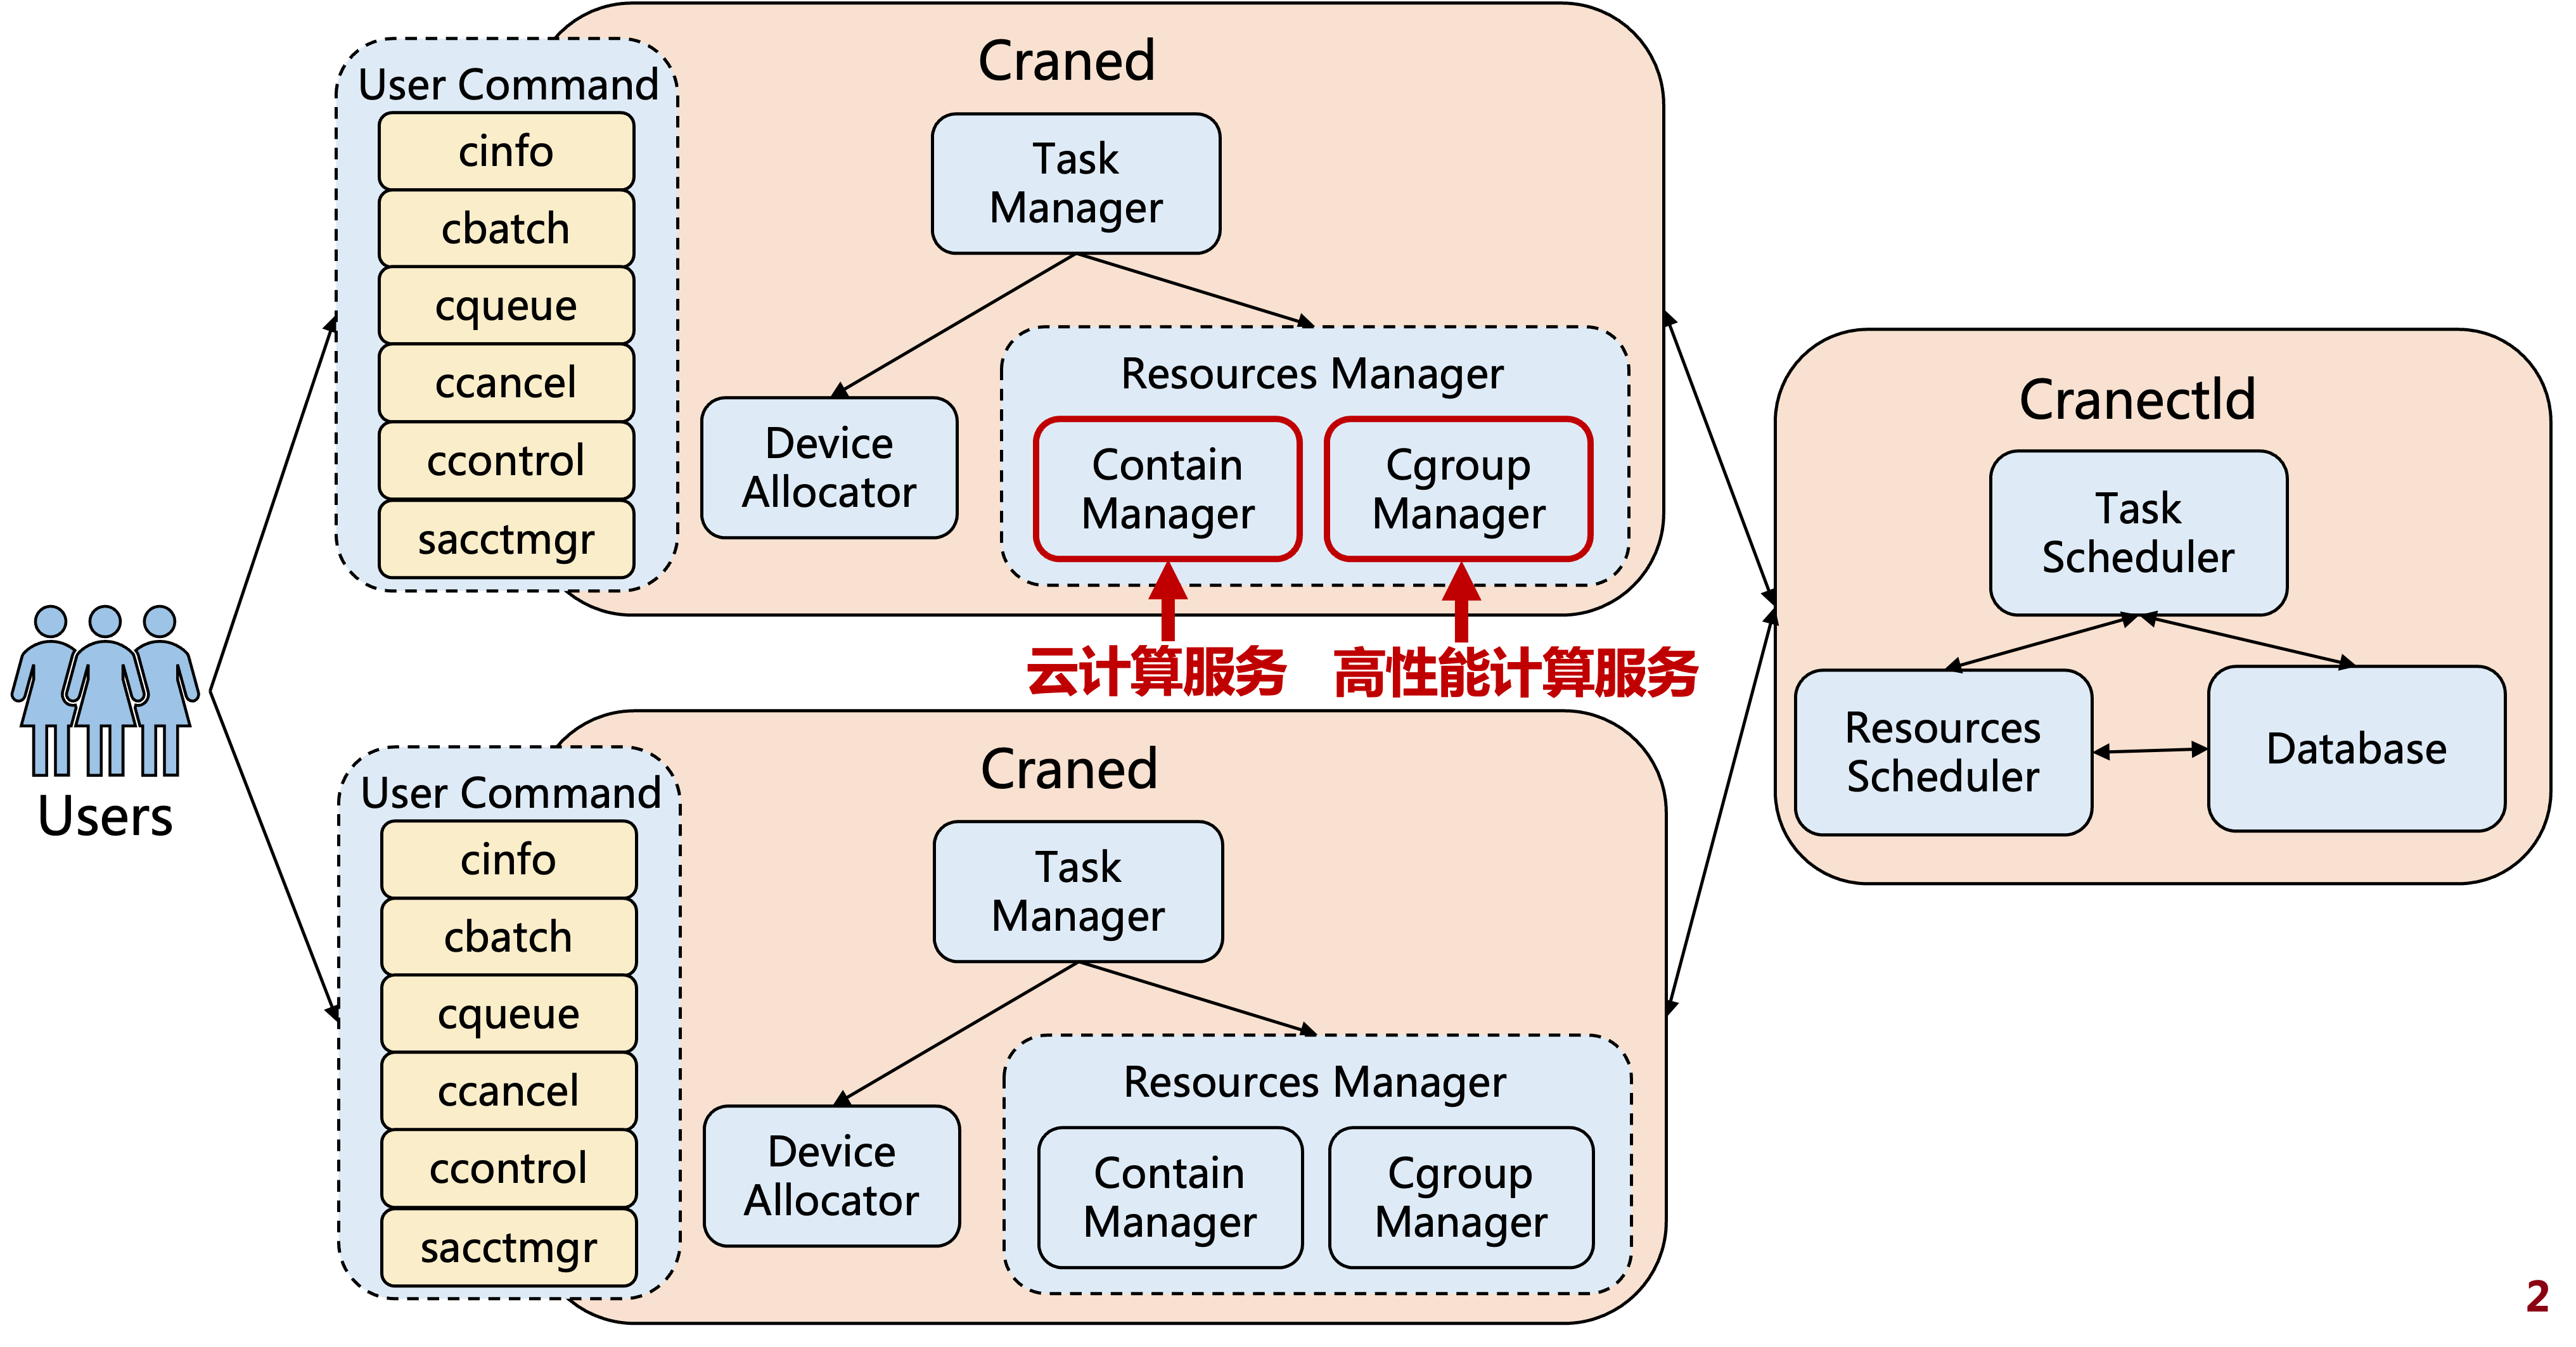 User Command
cinfo
cbatch
cqueue
ccancel
ccontrol
sacctmgr
Craned
Task
Manager
Device
Allocator
Resources Manager
Contain
Manager
Cgroup
Manager
云计算服务
高性能计算服务
Users
User Command
cinfo
cbatch
cqueue
ccancel
ccontrol
sacctmgr
Craned
Task
Manager
Device
Allocator
Resources Manager
Contain
Manager
Cgroup
Manager
Cranectld
Task
Scheduler
Resources
Scheduler
Database
2